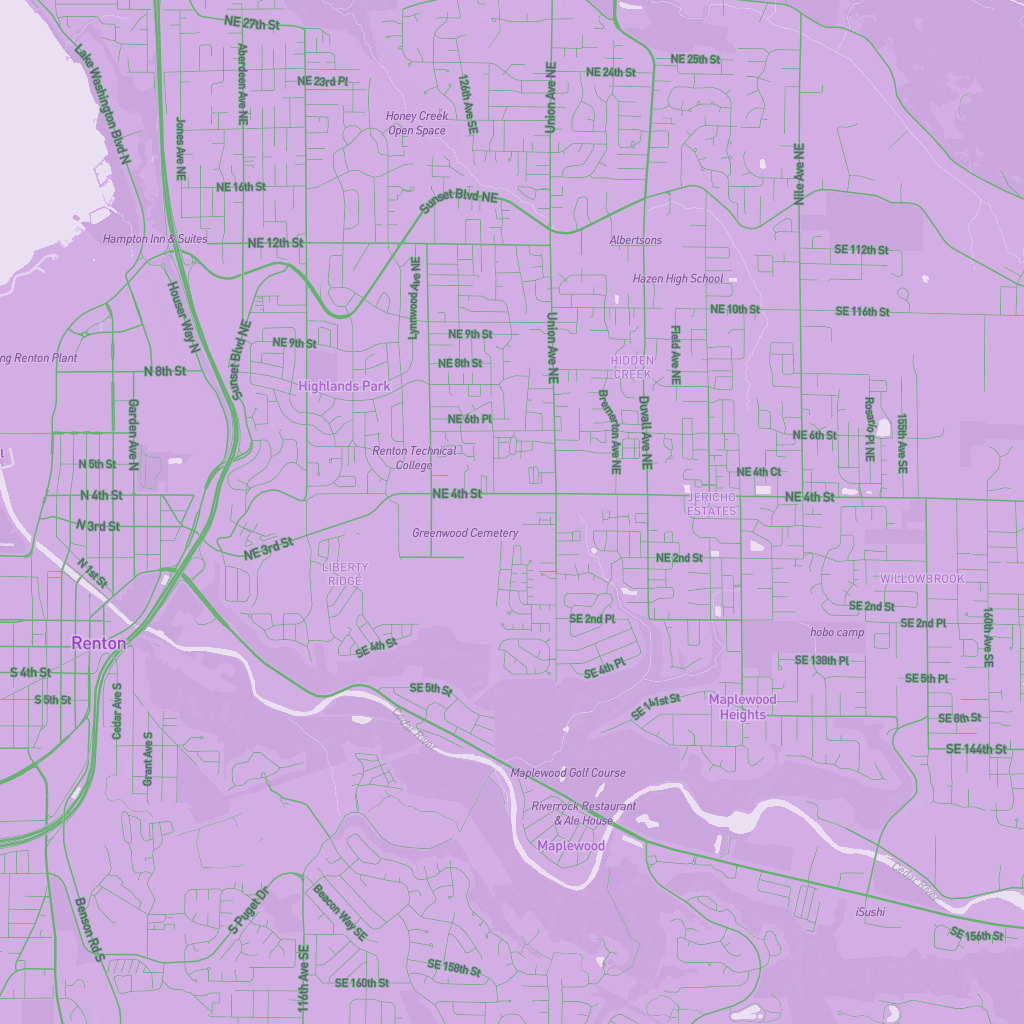 NE 27th St
Lake Washington Blvd N
Aberdeen Ave NE
NE 23rd Pl
126th Ave SE
Union Ave NE
NE 24th St
NE 25th St
Honey Creek
Open Space
Jones Ave NE
NE 16th St
Sunset Blvd NE
Nile Ave NE
Hampton Inn & Suites
NE 12th St
Albertsons
SE 112th St
Hazen High School
Houser Way N
Lynnwood Ave NE
NE 10th St
SE 116th St
Sunset Blvd NE
NE 9th St
NE 9th St
Union Ave NE
Field Ave NE
ng Renton Plant
N 8th St
NE 8th St
HIDDEN
CREEK
Highlands Park
Garden Ave N
NE 6th Pl
Bremerton Ave NE
Duvall Ave NE
NE 6th St
Rosario Pl NE
155th Ave SE
Renton Technical
College
N 5th St
NE 4th Ct
N 4th St
NE 4th St
JERICHO
ESTATES
NE 4th St
N 3rd St
NE 3rd St
Greenwood Cemetery
N 1st St
LIBERTY
RIDGE
NE 2nd St
WILLOWBROOK
SE 2nd St
SE 2nd Pl
SE 2nd Pl
160th Ave SE
Renton
SE 4th St
hobo camp
S 4th St
SE 4th Pl
SE 138th Pl
SE 5th Pl
S 5th St
Cedar Ave S
SE 5th St
SE 141st St
Maplewood
Heights
SE 8th St
Grant Ave S
Cedar River
SE 144th St
Maplewood Golf Course
Riverrock Restaurant
& Ale House
Maplewood
Cedar River
S Puget Dr
Beacon Way SE
Benson Rd S
iSushi
SE 156th St
116th Ave SE
SE 158th St
SE 160th St